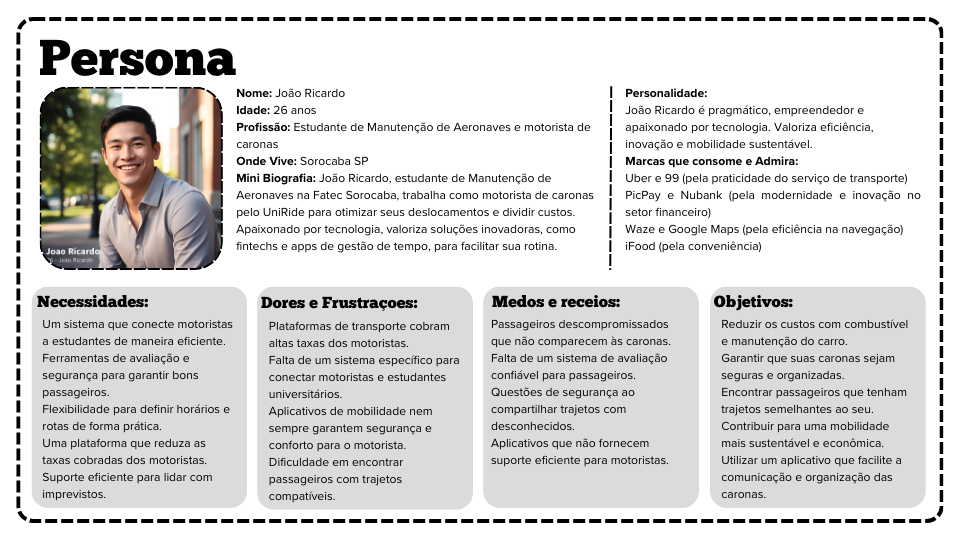 Persona
Nome: João Ricardo
Idade: 26 anos
Profissão: Estudante de Manutenção de Aeronaves e motorista de
caronas
Onde Vive: Sorocaba SP
Mini Biografia: João Ricardo, estudante de Manutenção de
Aeronaves na Fatec Sorocaba, trabalha como motorista de caronas
pelo UniRide para otimizar seus deslocamentos e dividir custos.
Apaixonado por tecnologia, valoriza soluções inovadoras, como
fintechs e apps de gestão de tempo, para facilitar sua rotina.
Personalidade:
João Ricardo é pragmático, empreendedor e
apaixonado por tecnologia. Valoriza eficiência,
inovação e mobilidade sustentável.
Marcas que consome e Admira:
Uber e 99 (pela praticidade do serviço de transporte)
PicPay e Nubank (pela modernidade e inovação no
setor financeiro)
Waze e Google Maps (pela eficiência na navegação)
iFood (pela conveniência)
Joao Ricardo
- João Ricardo
Necessidades:
Um sistema que conecte motoristas
a estudantes de maneira eficiente.
Ferramentas de avaliação e
segurança para garantir bons
passageiros.
Flexibilidade para definir horários e
rotas de forma prática.
Uma plataforma que reduza as
taxas cobradas dos motoristas.
Suporte eficiente para lidar com
imprevistos.
Dores e Frustraçoes:
Plataformas de transporte cobram
altas taxas dos motoristas.
Falta de um sistema específico para
conectar motoristas e estudantes
universitários.
Aplicativos de mobilidade nem
sempre garantem segurança e
conforto para o motorista.
Dificuldade em encontrar
passageiros com trajetos
compatíveis.
Medos e receios:
Passageiros descompromissados
que não comparecem às caronas.
Falta de um sistema de avaliação
confiável para passageiros.
Questões de segurança ao
compartilhar trajetos com
desconhecidos.
Aplicativos que não fornecem
suporte eficiente para motoristas.
Objetivos:
Reduzir os custos com combustível
e manutenção do carro.
Garantir que suas caronas sejam
seguras e organizadas.
Encontrar passageiros que tenham
trajetos semelhantes ao seu.
Contribuir para uma mobilidade
mais sustentável e econômica.
Utilizar um aplicativo que facilite a
comunicação e organização das
caronas.